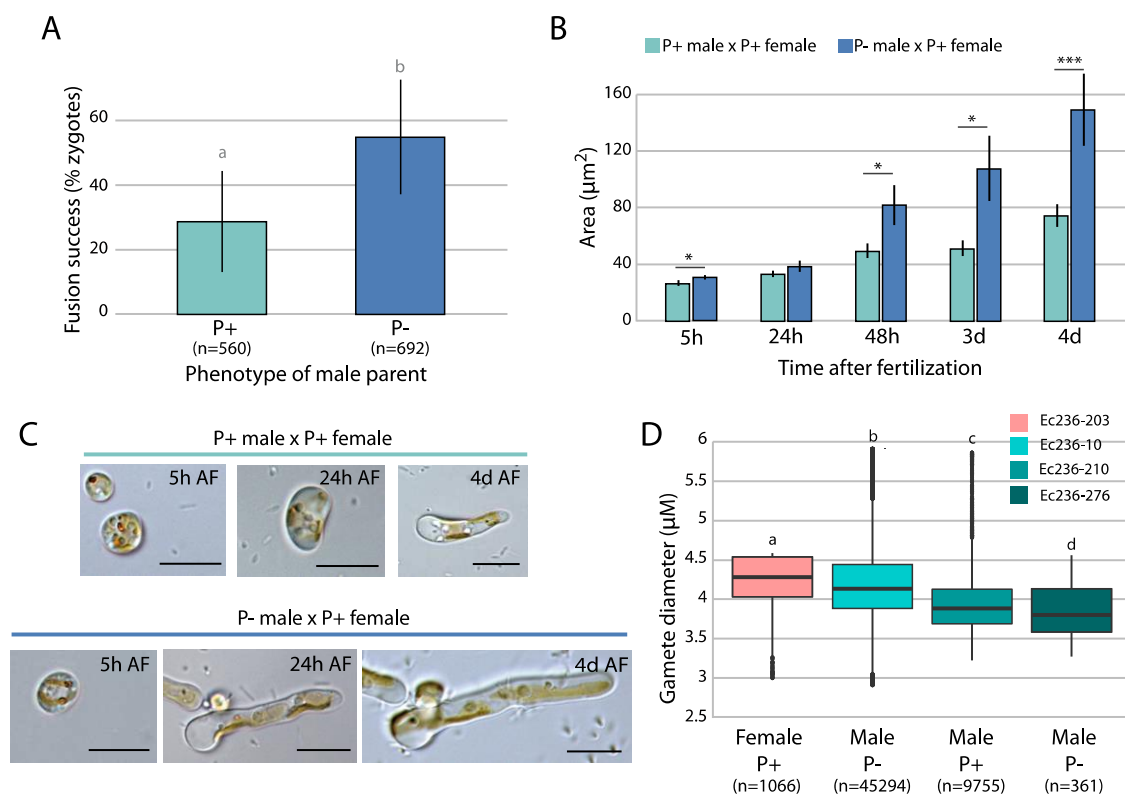 A
Fusion success (% zygotes)
60
40
20
0
a
b
P+
(n=560)
P-
(n=692)
Phenotype of male parent
B
P+ male x P+ female
P- male x P+ female
Area (µm²)
160
120
80
40
0
*
*
*
***
5h
24h
48h
3d
4d
Time after fertilization
C
P+ male x P+ female
5h AF
24h AF
4d AF
P- male x P+ female
5h AF
24h AF
4d AF
D
Ec236-203
Ec236-10
Ec236-210
Ec236-276
Gamete diameter (µM)
6
5.5
5
4.5
4
3.5
3
2.5
a
b
c
d
Female
P+
(n=1066)
Male
P-
(n=45294)
Male
P+
(n=9755)
Male
P-
(n=361)